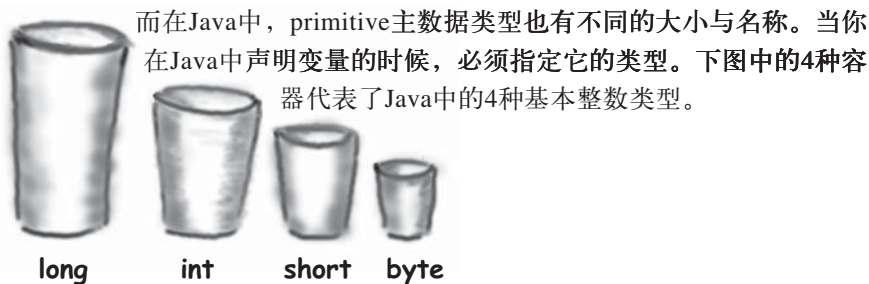 而在Java中，primitive主数据类型也有不同的大小与名称。当你
在Java中声明变量的时候，必须指定它的类型。下图中的4种容
器代表了Java中的4种基本整数类型。
long int short byte